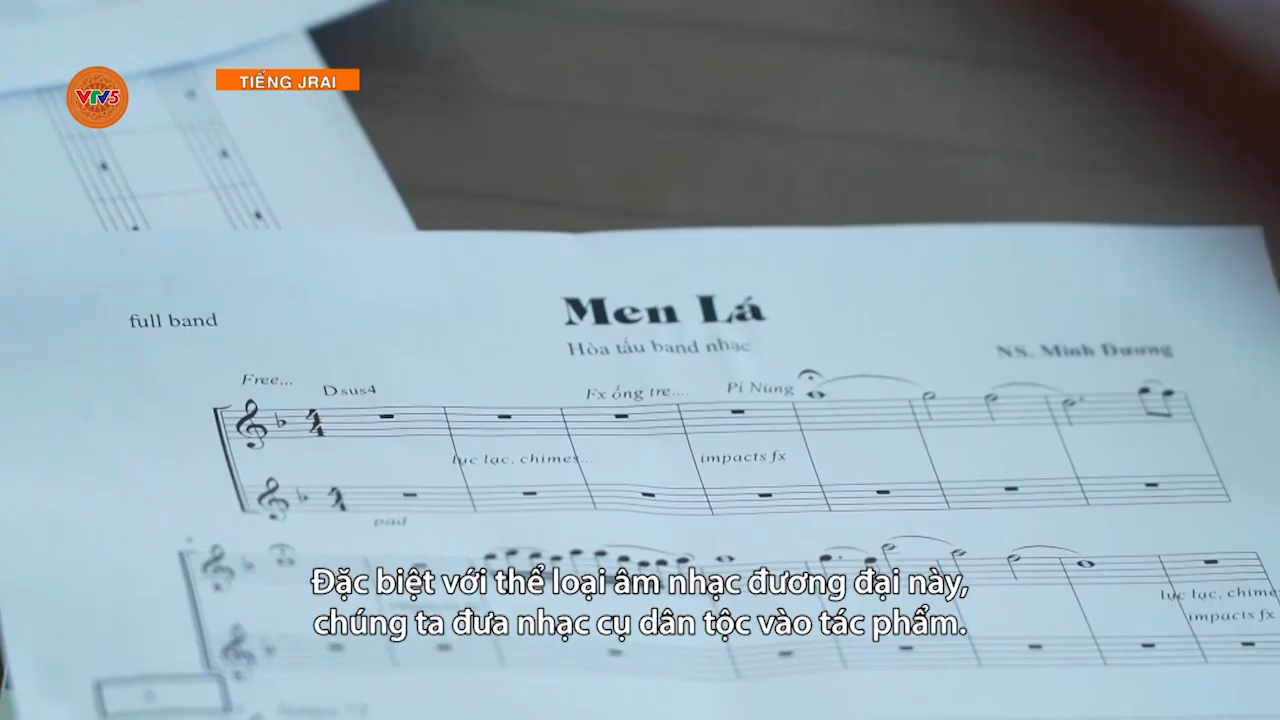 VTV5
TIẾNG JRAI
Men Lá
full band
Hòa tấu band nhạc
NS. Minh Dương
Free...
Dsus4
Fx ống tre....
Pí Nùng
lục lạc, chimes...
impacts fx
pad
Đặc biệt với thể loại âm nhạc đương đại này,
chúng ta đưa nhạc cụ dân tộc vào tác phẩm.
lục lạc, chime
impacts fx